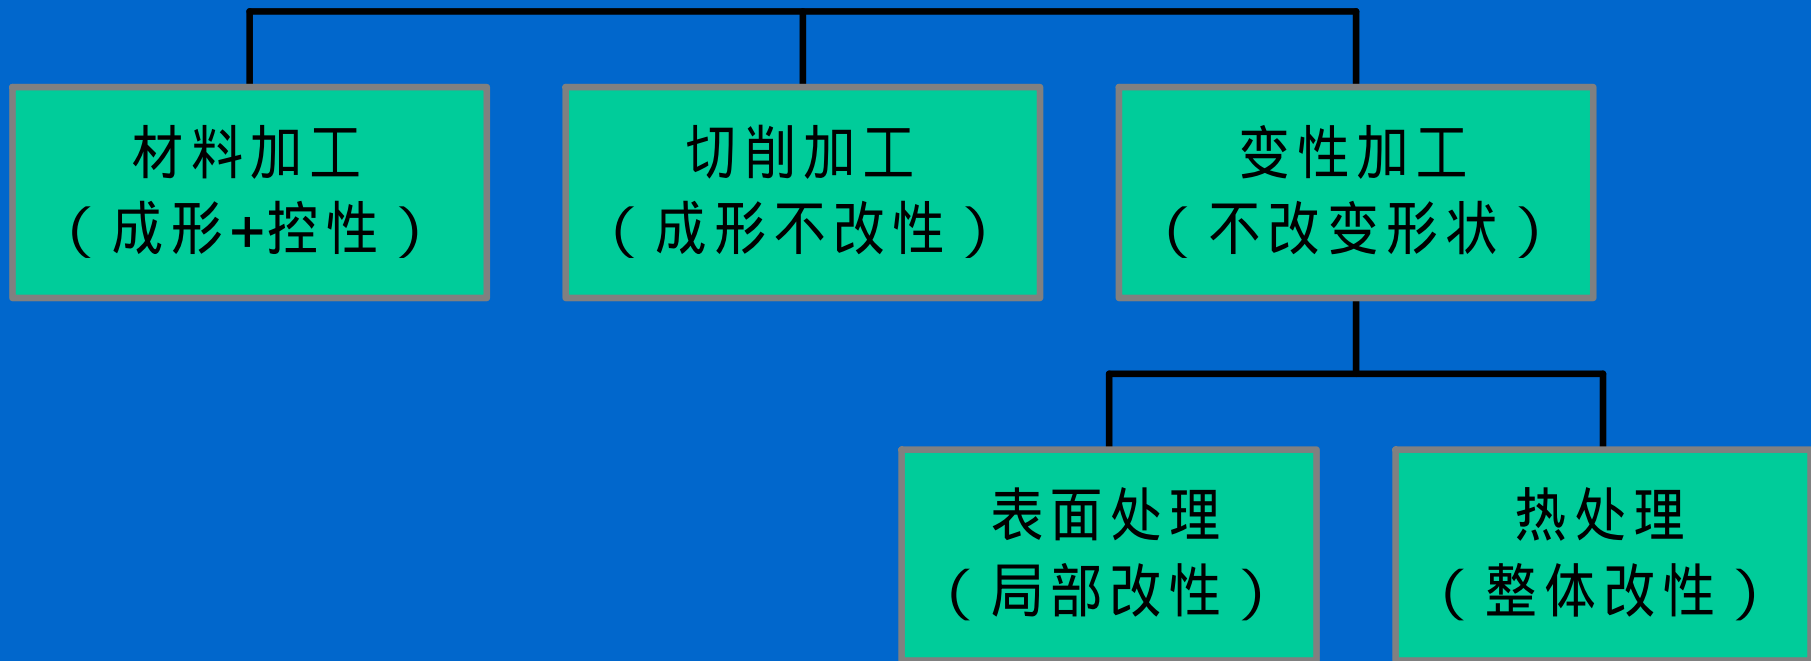 材料加工
（成形+控性）
切削加工
（成形不改性）
变性加工
（不改变形状）
表面处理
（局部改性）
热处理
（整体改性）